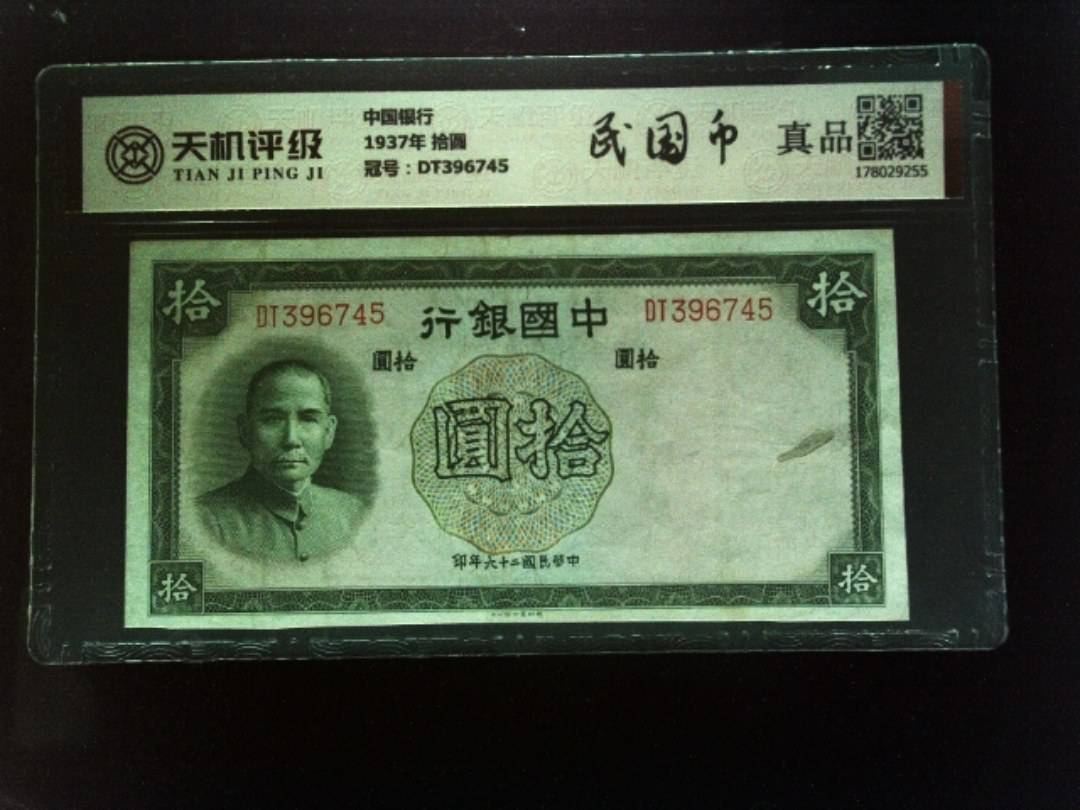 天机评级
TIAN JI PING JI
中国银行
1937年 拾圆
冠号：DT396745
民国币
真品
178029255
拾
拾
DT396745
行銀國中
DT396745
圓拾
圓拾
圓拾
印年六十二國民華中
拾
拾